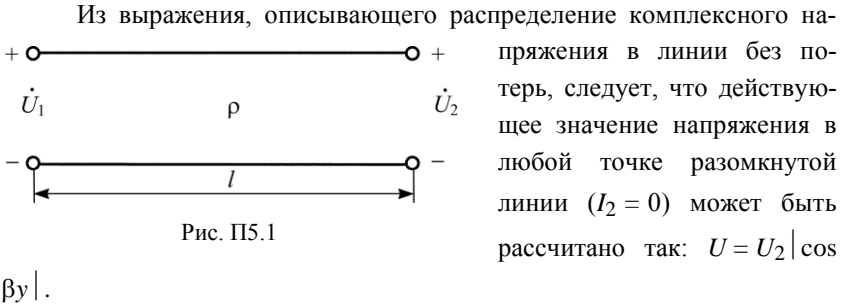 Из выражения, описывающего распределение комплексного на-
пряжения в линии без по-
терь, следует, что действую-
щее значение напряжения в
любой точке разомкнутой
линии (I₂ = 0) может быть
рассчитано так: U = U₂|cos
βy|.
+ +
U̇₁ ρ U̇₂
− −
l
Рис. П5.1